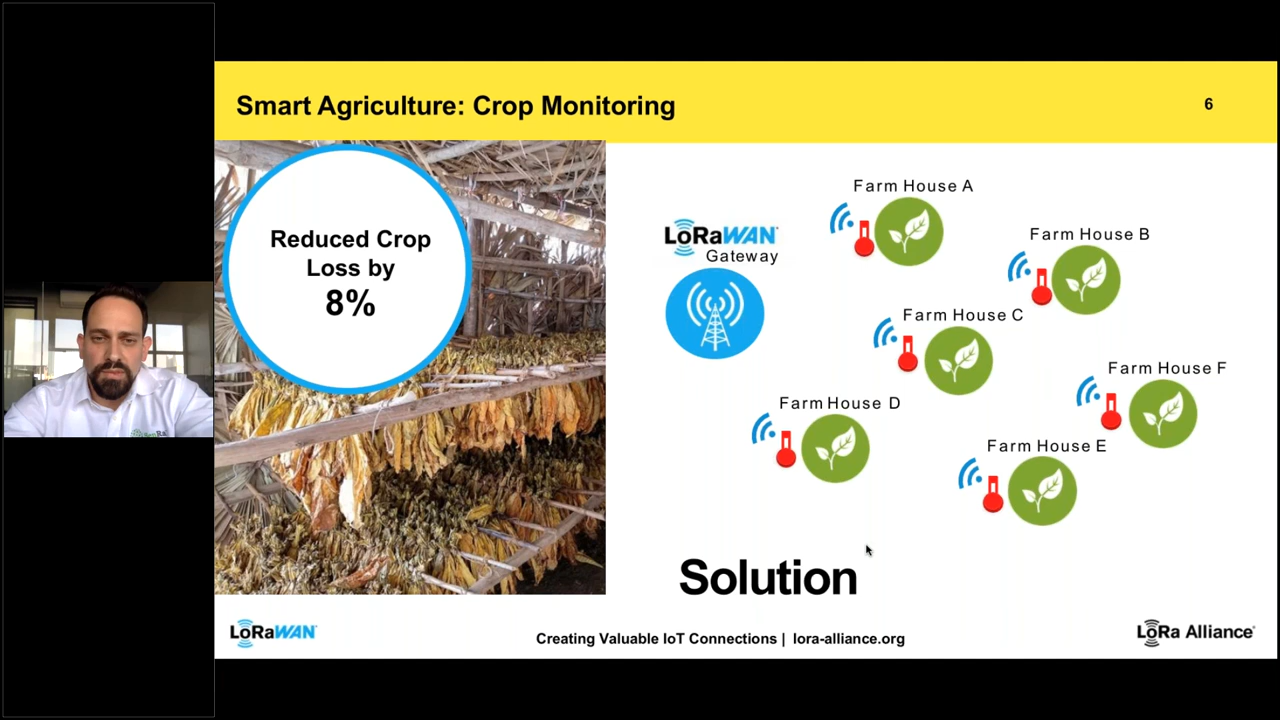 Smart Agriculture: Crop Monitoring
6
Reduced Crop
Loss by
8%
LoRaWAN
Gateway
Farm House A
Farm House B
Farm House C
Farm House F
Farm House D
Farm House E
Solution
LoRaWAN
Creating Valuable IoT Connections | lora-alliance.org
LoRa Alliance